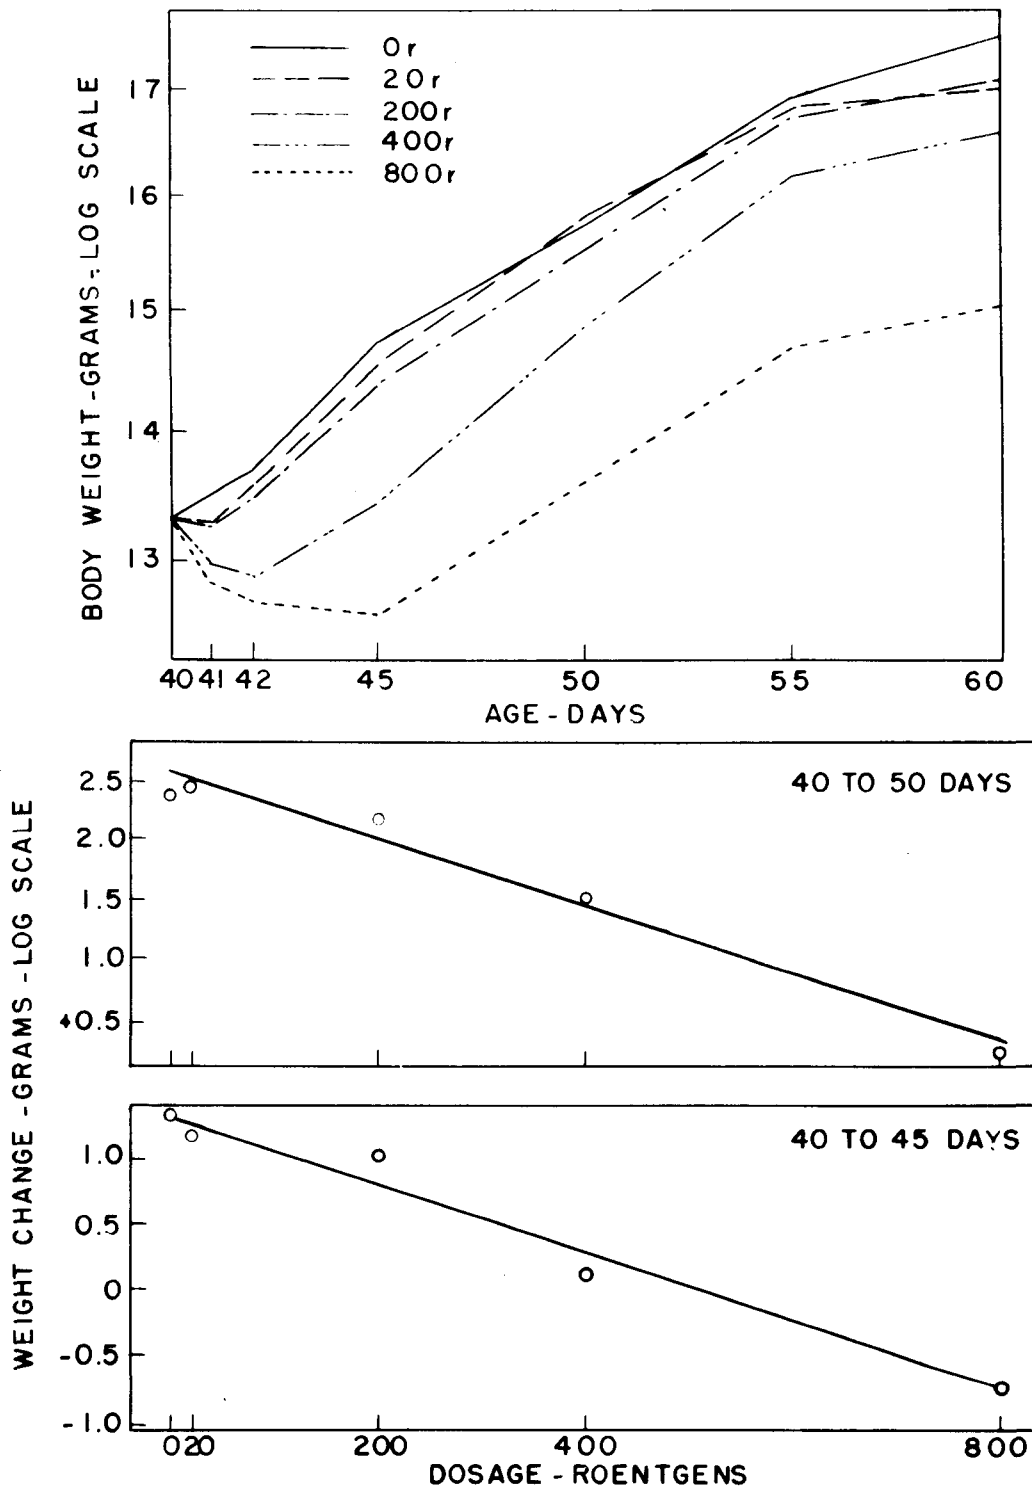 0r
20r
200r
400r
800r
BODY WEIGHT-GRAMS-LOG SCALE
17
16
15
14
13
40 41 42 45 50 55 60
AGE - DAYS
WEIGHT CHANGE - GRAMS - LOG SCALE
40 TO 50 DAYS
2.5
2.0
1.5
1.0
+0.5
40 TO 45 DAYS
1.0
0.5
0
-0.5
-1.0
0 20 200 400 800
DOSAGE - ROENTGENS